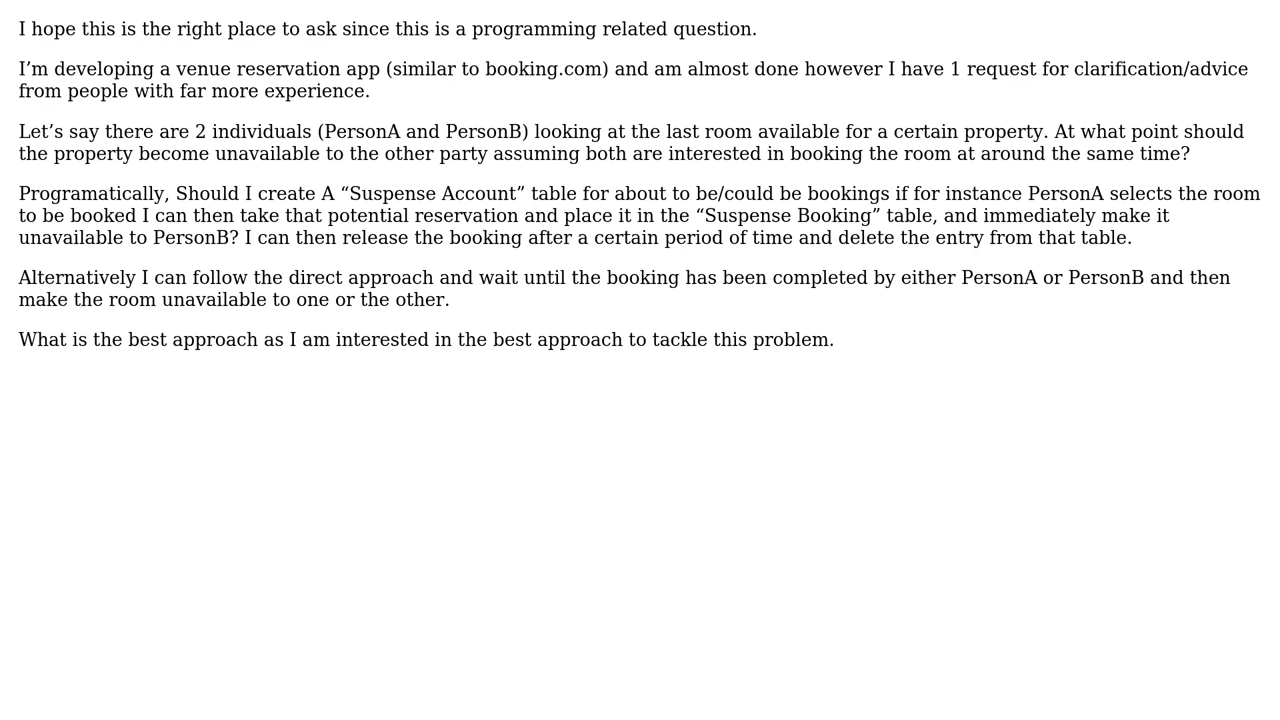 I hope this is the right place to ask since this is a programming related question.
I’m developing a venue reservation app (similar to booking.com) and am almost done however I have 1 request for clarification/advice
from people with far more experience.
Let’s say there are 2 individuals (PersonA and PersonB) looking at the last room available for a certain property. At what point should
the property become unavailable to the other party assuming both are interested in booking the room at around the same time?
Programatically, Should I create A “Suspense Account” table for about to be/could be bookings if for instance PersonA selects the room
to be booked I can then take that potential reservation and place it in the “Suspense Booking” table, and immediately make it
unavailable to PersonB? I can then release the booking after a certain period of time and delete the entry from that table.
Alternatively I can follow the direct approach and wait until the booking has been completed by either PersonA or PersonB and then
make the room unavailable to one or the other.
What is the best approach as I am interested in the best approach to tackle this problem.